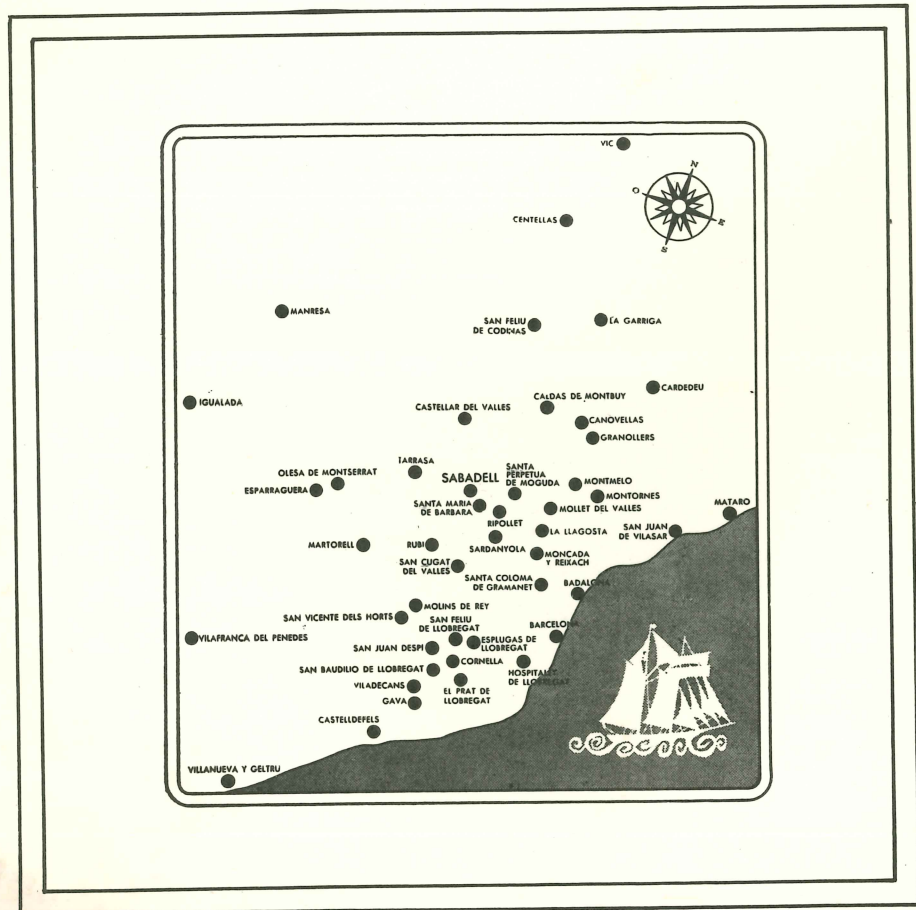 VIC
N
O
E
S
CENTELLAS
MANRESA
SAN FELIU
DE CODINAS
LA GARRIGA
CARDEDEU
IGUALADA
CALDAS DE MONTBUY
CASTELLAR DEL VALLES
CANOVELLAS
GRANOLLERS
TARRASA
OLESA DE MONTSERRAT
ESPARRAGUERA
SABADELL
SANTA
PERPETUA
DE MOGUDA
MONTMELO
MONTORNES
SANTA MARIA
DE BARBARA
RIPOLLET
MOLLET DEL VALLES
MATARO
LA LLAGOSTA
SAN JUAN
DE VILASAR
MARTORELL
RUBI
SARDANYOLA
MONCADA
Y REIXACH
SAN CUGAT
DEL VALLES
SANTA COLOMA
DE GRAMANET
BADALONA
MOLINS DE REY
SAN VICENTE DELS HORTS
SAN FELIU
DE LLOBREGAT
BARCELONA
VILAFRANCA DEL PENEDES
ESPLUGAS DE
LLOBREGAT
SAN JUAN DESPI
CORNELLA
SAN BAUDILIO DE LLOBREGAT
HOSPITALET
DE LLOBREGAT
VILADECANS
EL PRAT DE
LLOBREGAT
GAVA
CASTELLDEFELS
VILLANUEVA Y GELTRU